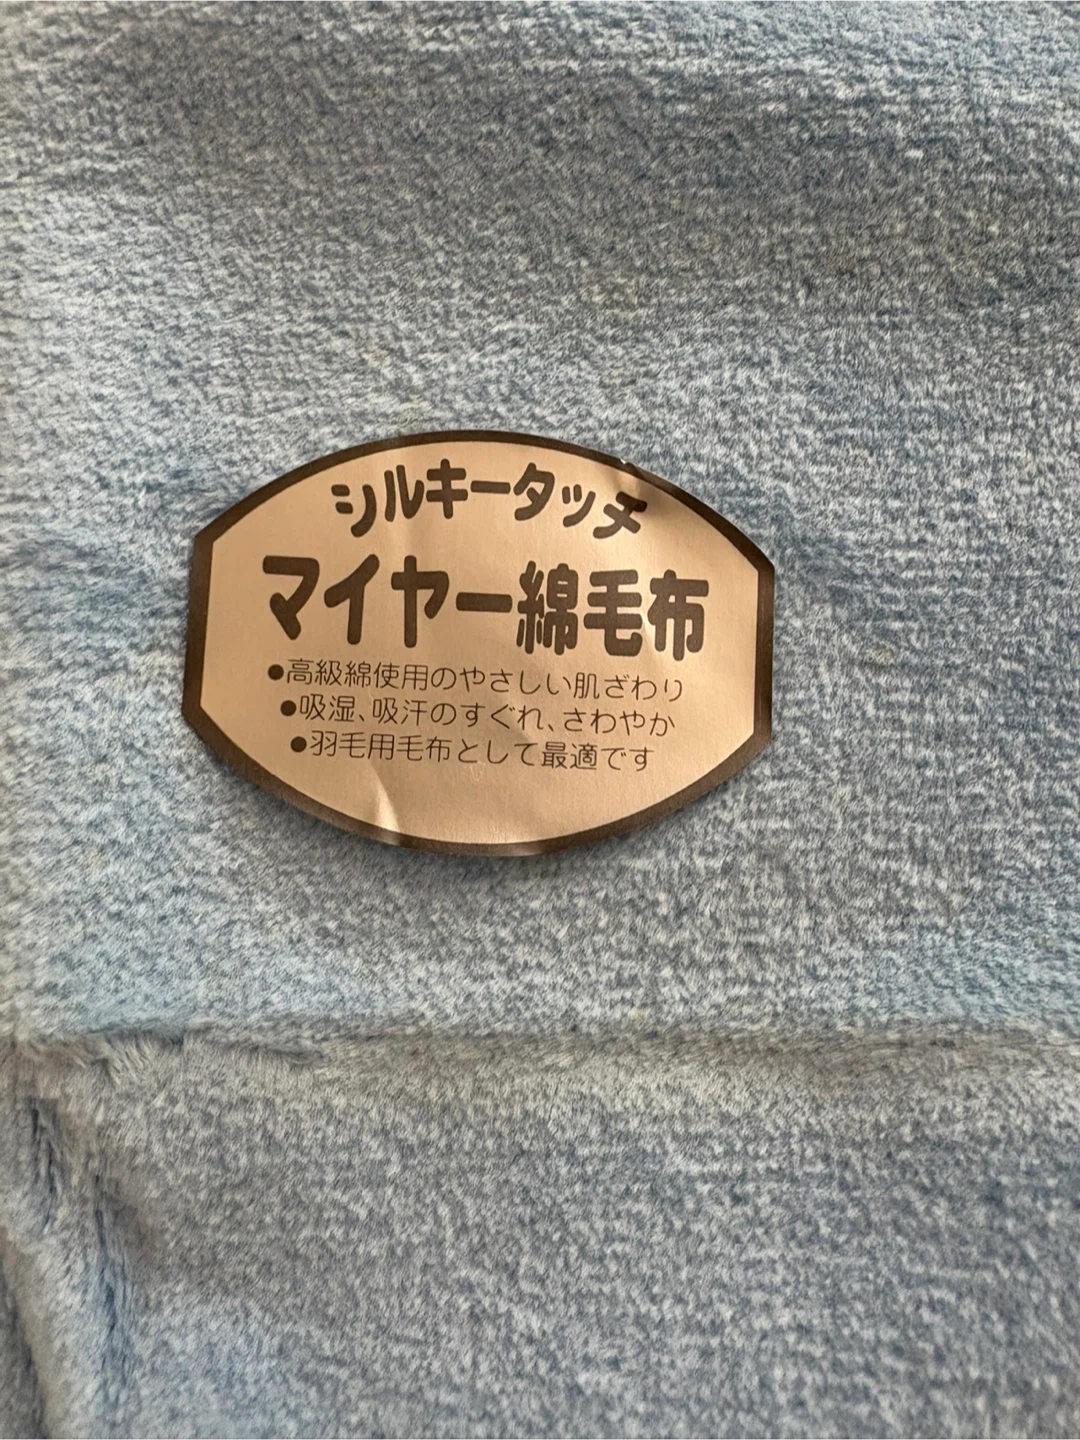 シルキータッチ
マイヤー綿毛布
●高級綿使用のやさしい肌ざわり
●吸湿、吸汗のすぐれ、さわやか
●羽毛用毛布として最適です